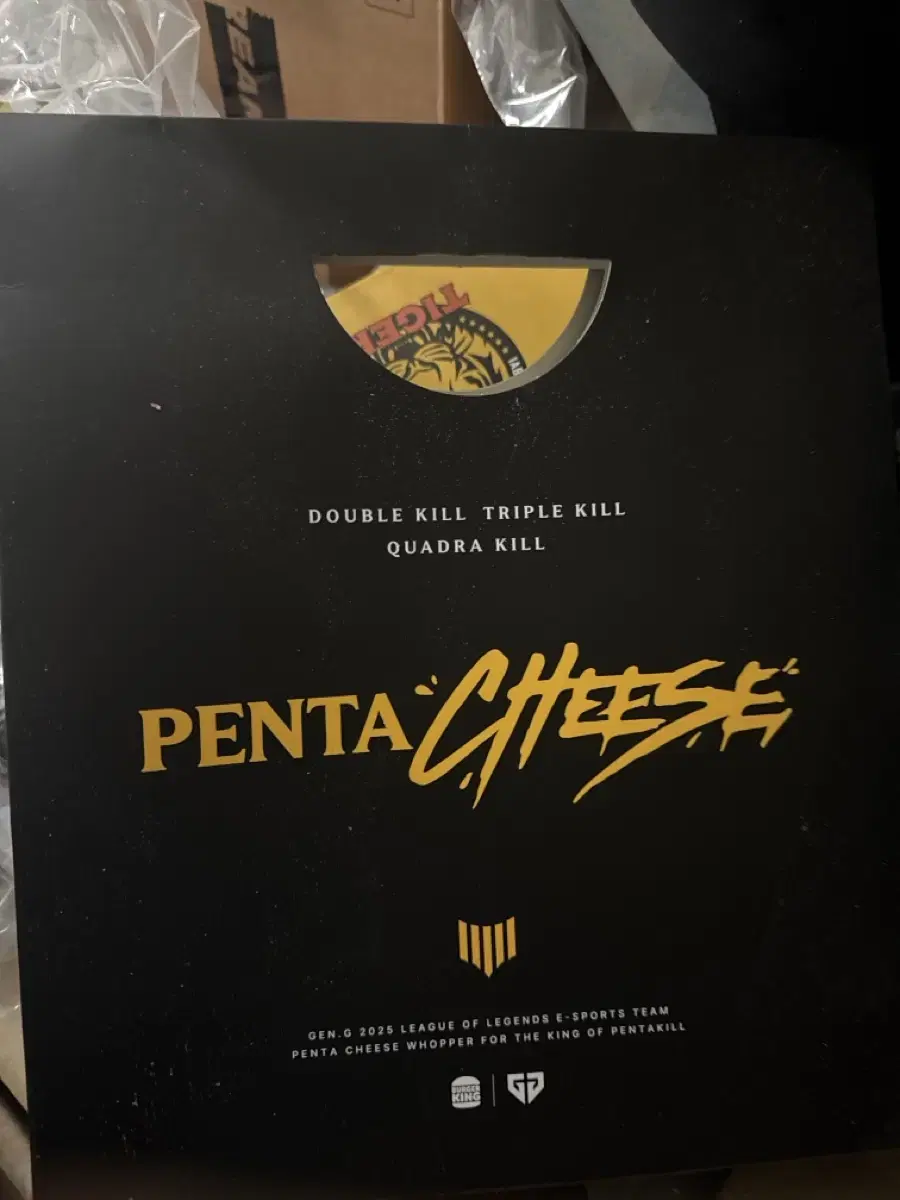 TIGER
DOUBLE KILL TRIPLE KILL
QUADRA KILL
PENTA "CHEESE"
GEN.G 2025 LEAGUE OF LEGENDS E-SPORTS TEAM
PENTA CHEESE WHOPPER FOR THE KING OF PENTAKILL
BURGER
KING